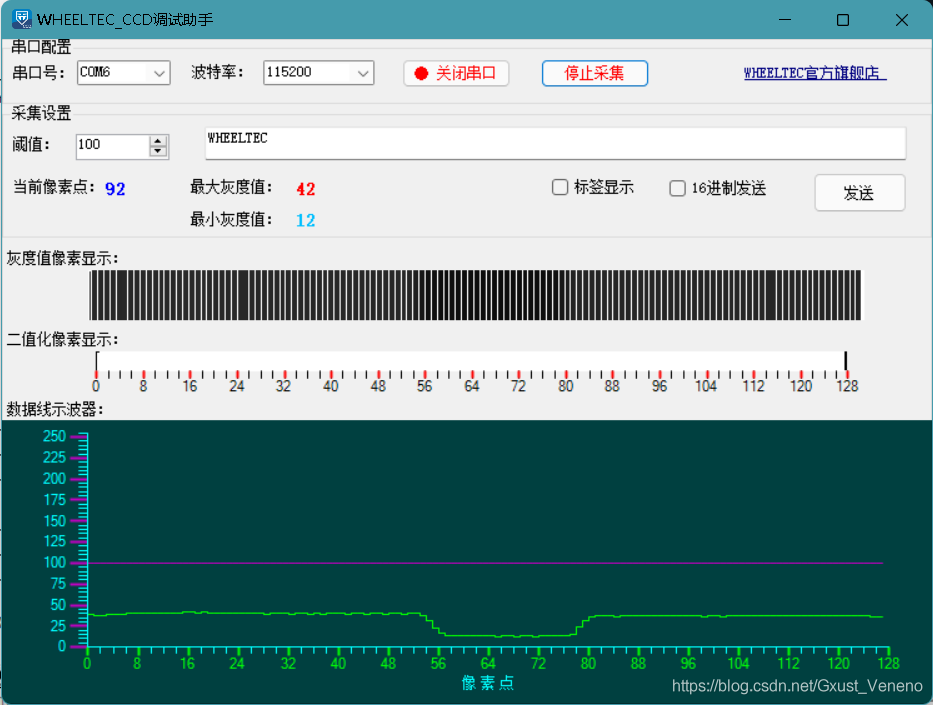 WHEELTEC_CCD调试助手
串口配置
串口号: COM6 波特率: 115200 关闭串口 停止采集 WHEELTEC官方旗舰店
采集设置
阈值: 100 WHEELTEC
当前像素点: 92 最大灰度值: 42 标签显示 16进制发送 发送
最小灰度值: 12
灰度值像素显示:
二值化像素显示:
0 8 16 24 32 40 48 56 64 72 80 88 96 104 112 120 128
数据线示波器:
250
225
200
175
150
125
100
75
50
25
0
0 8 16 24 32 40 48 56 64 72 80 88 96 104 112 120 128
像素点
https://blog.csdn.net/Gxust_Veneno